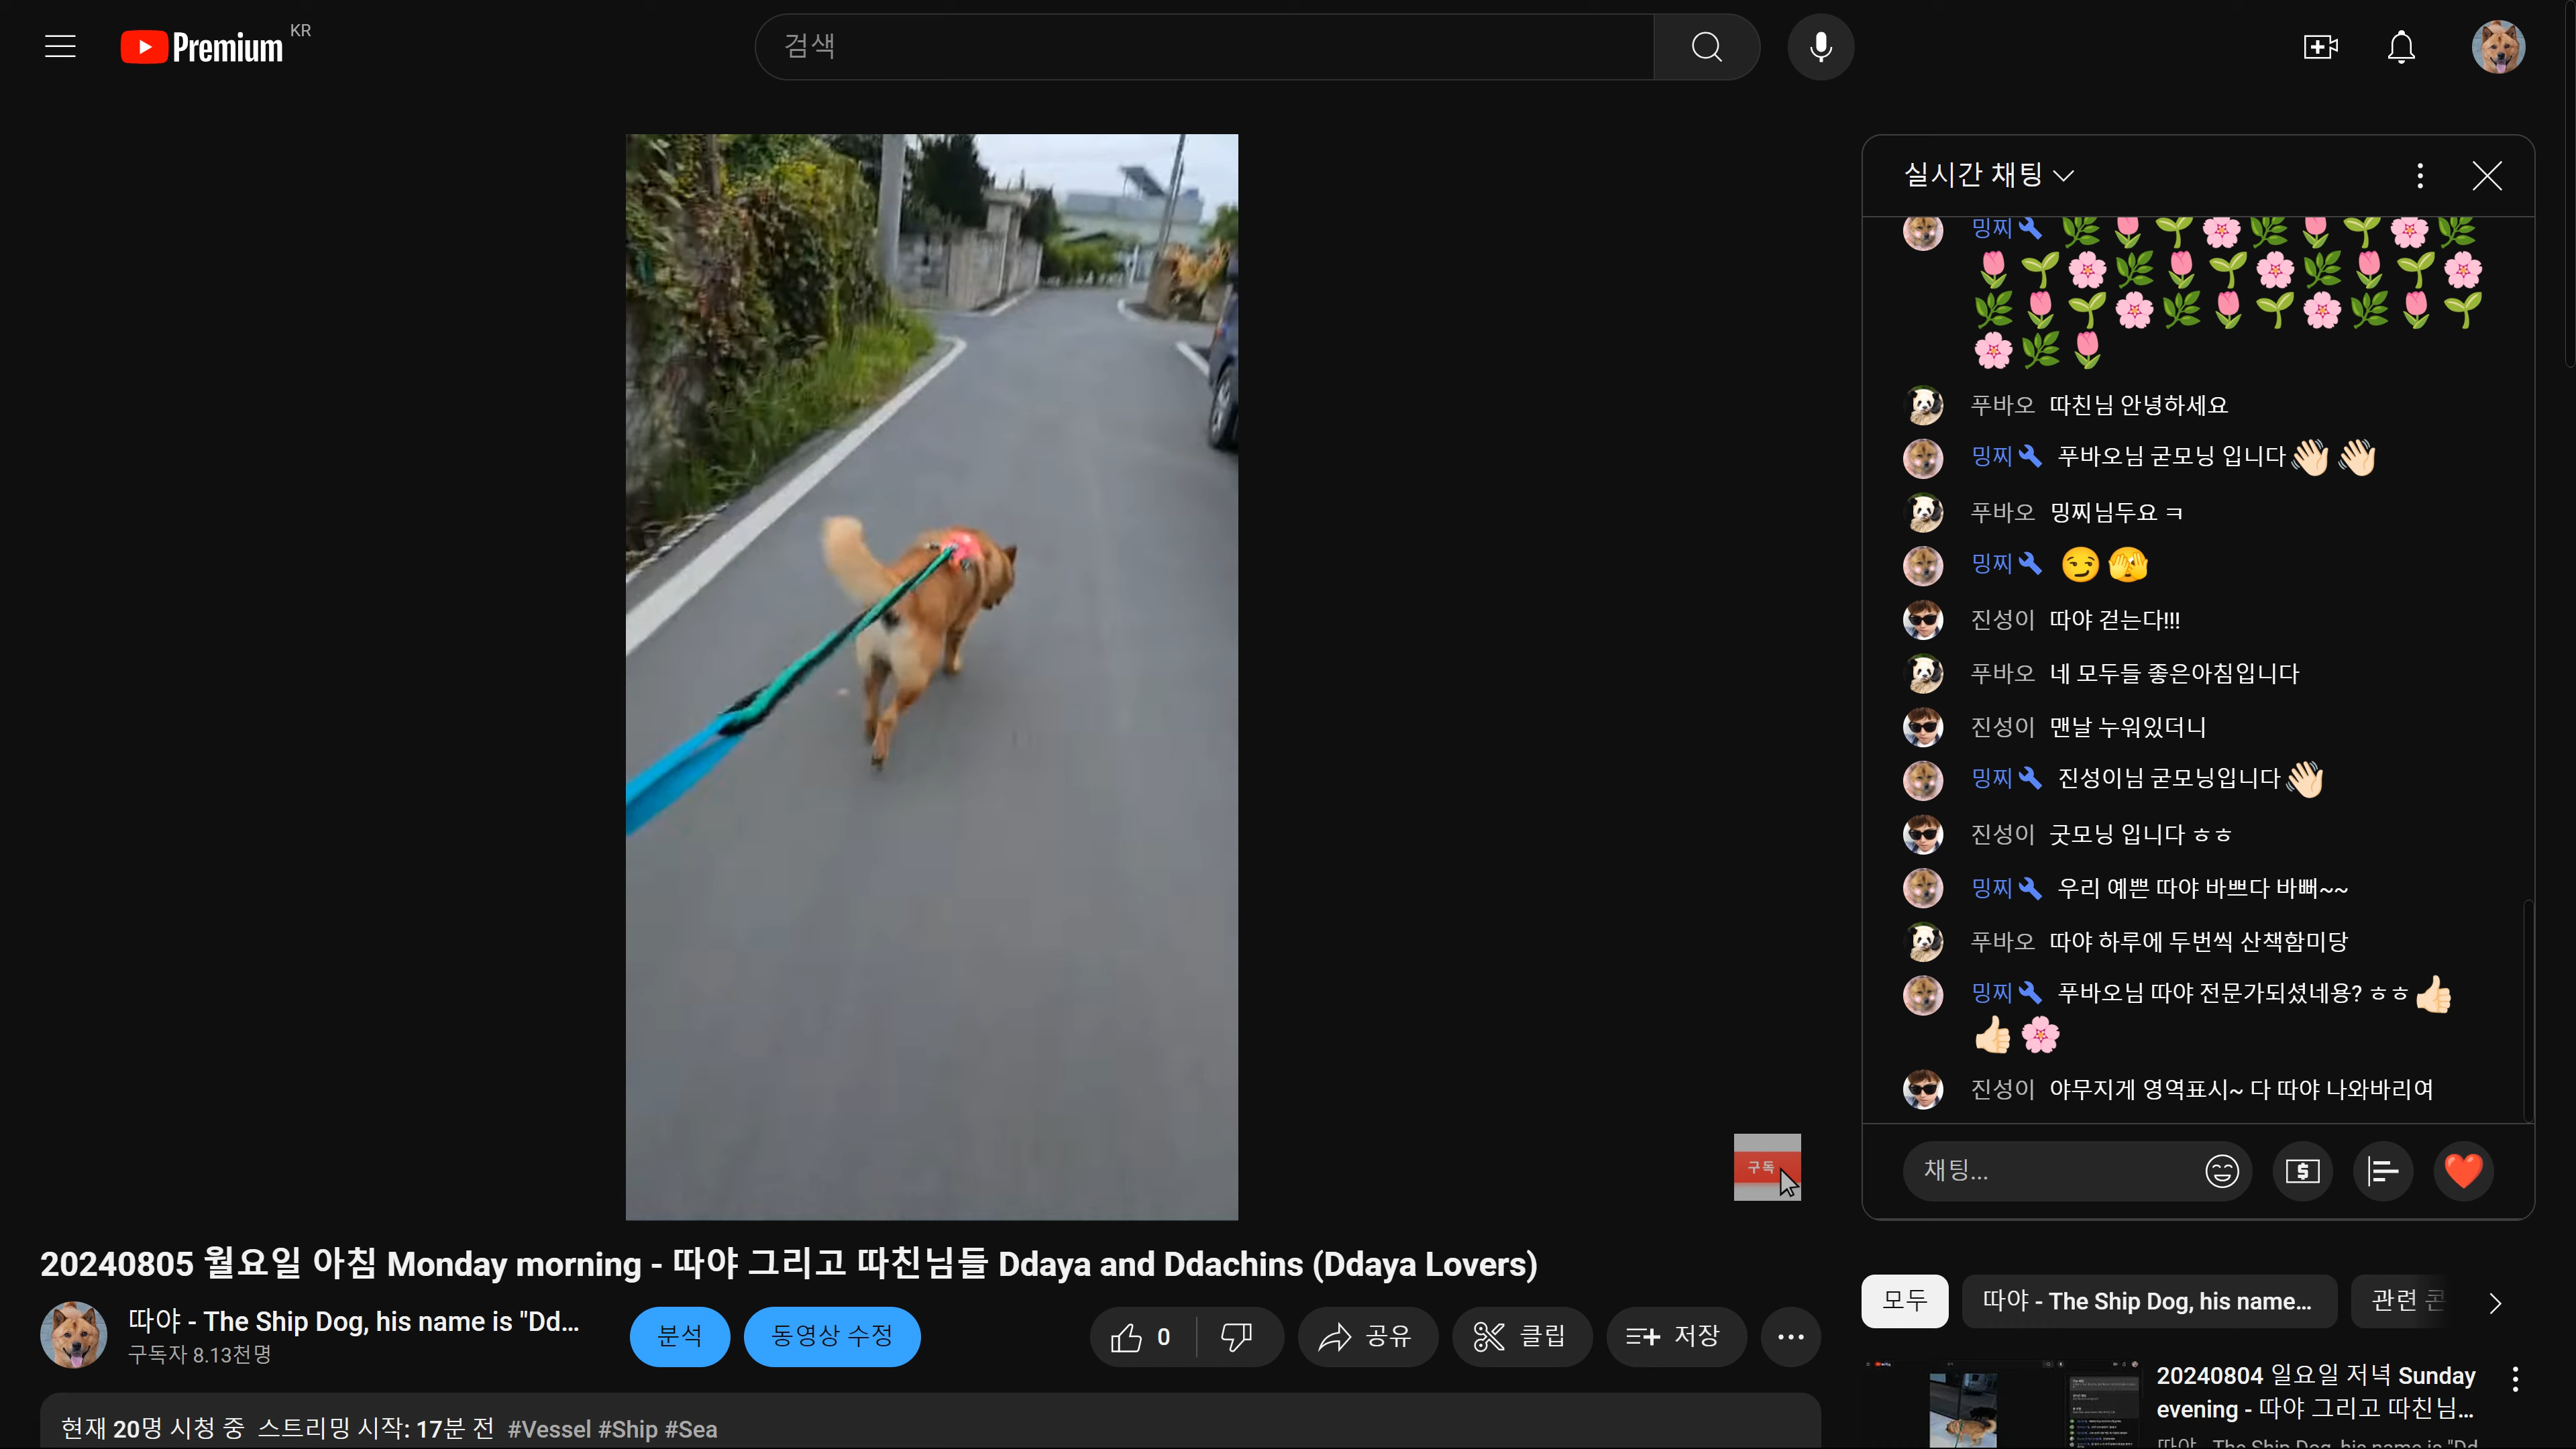 Premium KR
검색
실시간 채팅
밍찌
푸바오 따친님 안녕하세요
밍찌 푸바오님 굳모닝 입니다
푸바오 밍찌님두요 ㅋ
밍찌
진성이 따야 걷는다!!!
푸바오 네 모두들 좋은아침입니다
진성이 맨날 누워있더니
밍찌 진성이님 굳모닝입니다
진성이 굿모닝 입니다 ㅎㅎ
밍찌 우리 예쁜 따야 바쁘다 바뻐~~
푸바오 따야 하루에 두번씩 산책함미당
밍찌 푸바오님 따야 전문가되셨네용? ㅎㅎ
진성이 야무지게 영역표시~ 다 따야 나와바리여
채팅...
구독
20240805 월요일 아침 Monday morning - 따야 그리고 따친님들 Ddaya and Ddachins (Ddaya Lovers)
따야 - The Ship Dog, his name is "Dd...
구독자 8.13천명
분석
동영상 수정
0
공유
클립
저장
현재 20명 시청 중 스트리밍 시작: 17분 전 #Vessel #Ship #Sea
모두
따야 - The Ship Dog, his name...
관련
20240804 일요일 저녁 Sunday
evening - 따야 그리고 따친님...
따야 - The Ship Dog, his name is "Dd